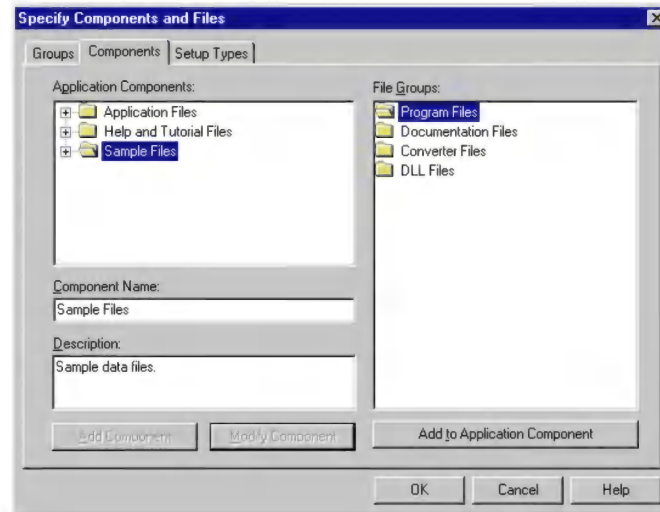 Specify Components and Files
Groups
Components
Setup Types
Application Components:
Application Files
Help and Tutorial Files
Sample Files
Component Name:
Sample Files
Description:
Sample data files.
Add Component
Modify Component
File Groups:
Program Files
Documentation Files
Converter Files
DLL Files
Add to Application Component
OK
Cancel
Help